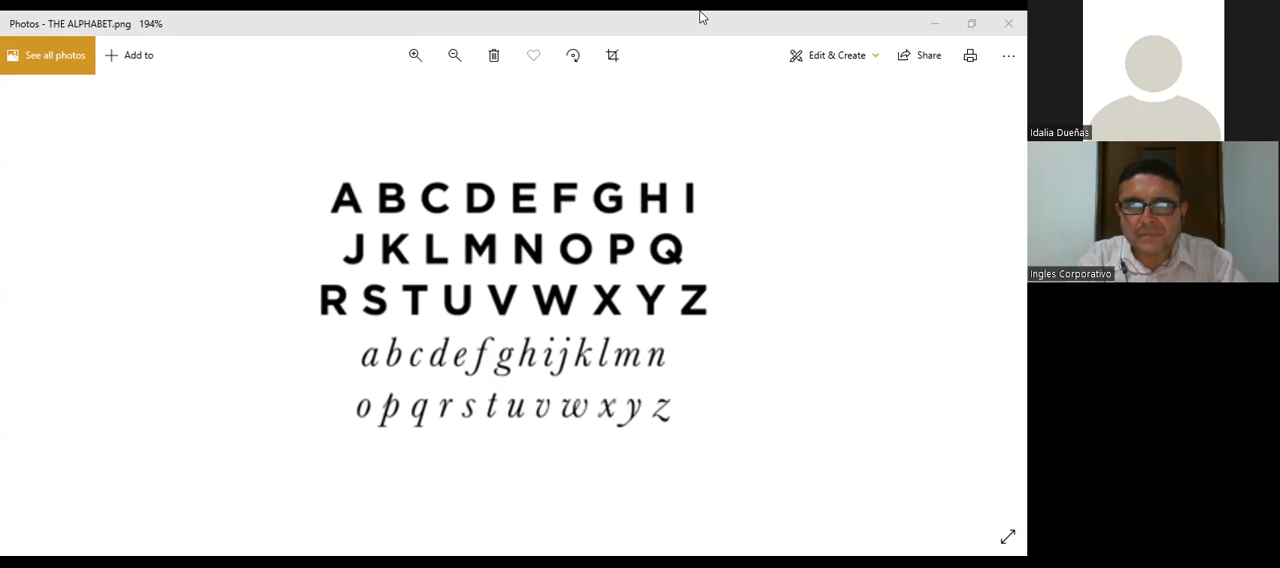 Photos - THE ALPHABET.png 194%
See all photos
Add to
Edit & Create
Share
A B C D E F G H I
J K L M N O P Q
R S T U V W X Y Z
a b c d e f g h i j k l m n
o p q r s t u v w x y z
Idalia Dueñas
Ingles Corporativo